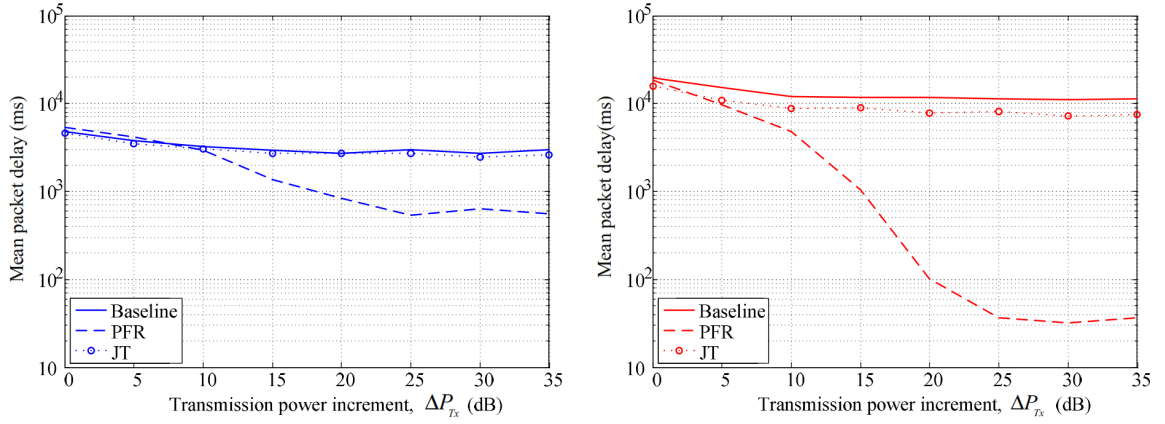 10^5
10^4
10^3
10^2
10
Mean packet delay (ms)
Baseline
PFR
JT
0 5 10 15 20 25 30 35
Transmission power increment, ΔP_Tx (dB)
10^5
10^4
10^3
10^2
10
Mean packet delay(ms)
Baseline
PFR
JT
0 5 10 15 20 25 30 35
Transmission power increment, ΔP_Tx (dB)